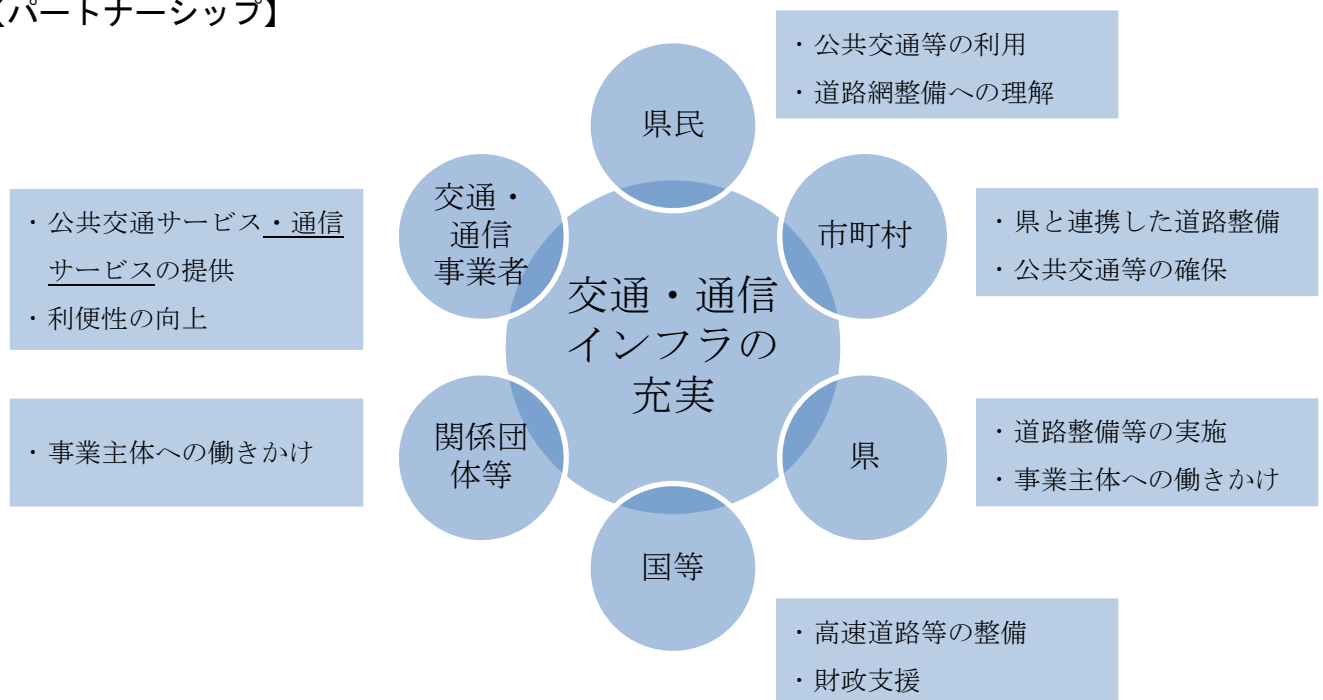 【パートナーシップ】
・公共交通等の利用
・道路網整備への理解
県民
交通・
通信
事業者
・公共交通サービス・通信
サービスの提供
・利便性の向上
市町村
・県と連携した道路整備
・公共交通等の確保
交通・通信
インフラの
充実
関係団
体等
・事業主体への働きかけ
県
・道路整備等の実施
・事業主体への働きかけ
国等
・高速道路等の整備
・財政支援